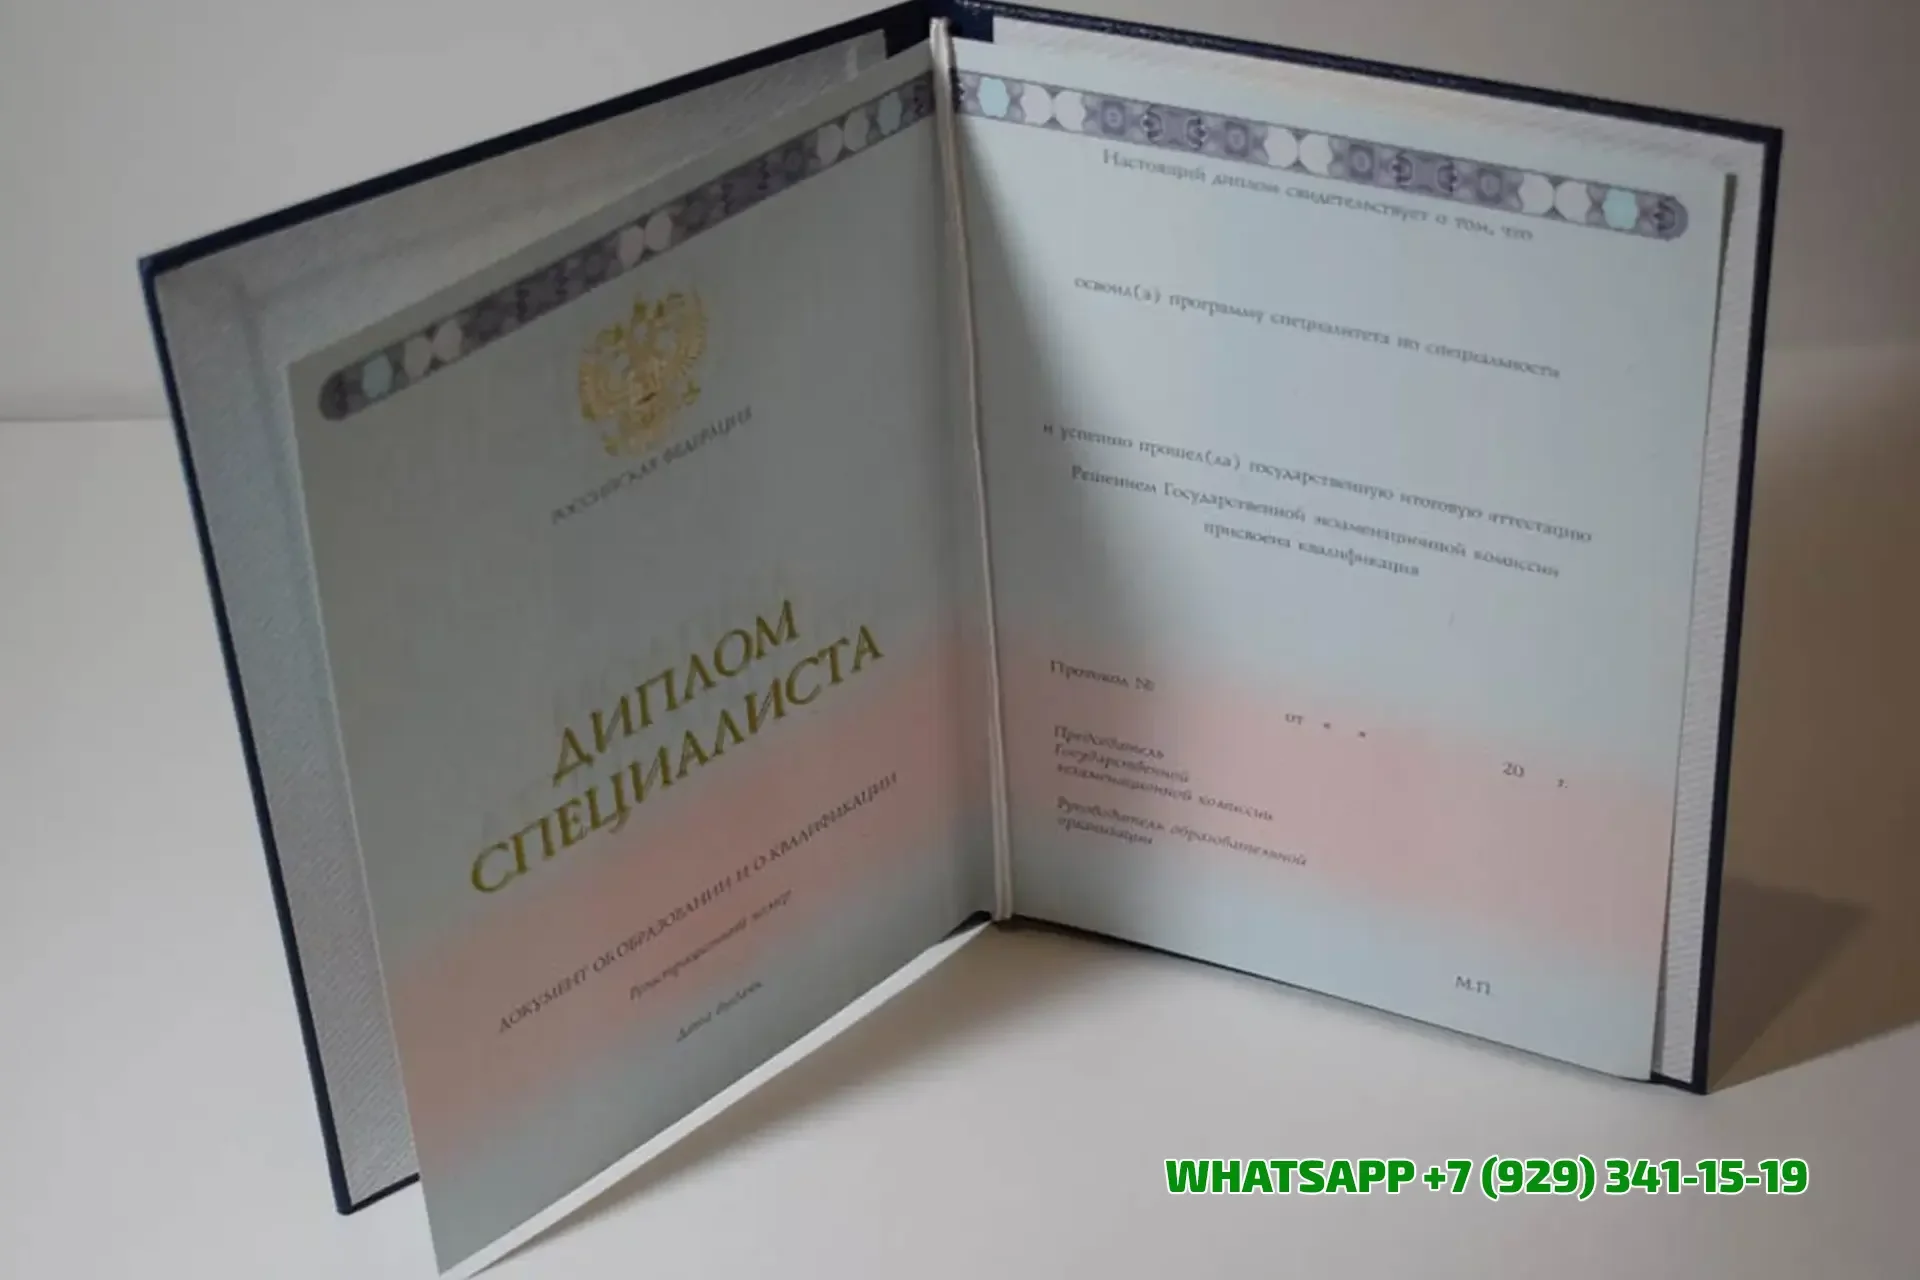 РОССИЙСКАЯ ФЕДЕРАЦИЯ
ДИПЛОМ
СПЕЦИАЛИСТА
ДОКУМЕНТ ОБ ОБРАЗОВАНИИ И О КВАЛИФИКАЦИИ
Регистрационный номер
Дата выдачи
Настоящий диплом свидетельствует о том, что
освоил(а) программу специалитета по специальности
и успешно прошел(ла) государственную итоговую аттестацию
Решением Государственной экзаменационной комиссии
присвоена квалификация
Протокол №
от « »
20 г.
Председатель
Государственной
экзаменационной комиссии
Руководитель образовательной
организации
М.П.
WHATSAPP +7 (929) 341-15-19